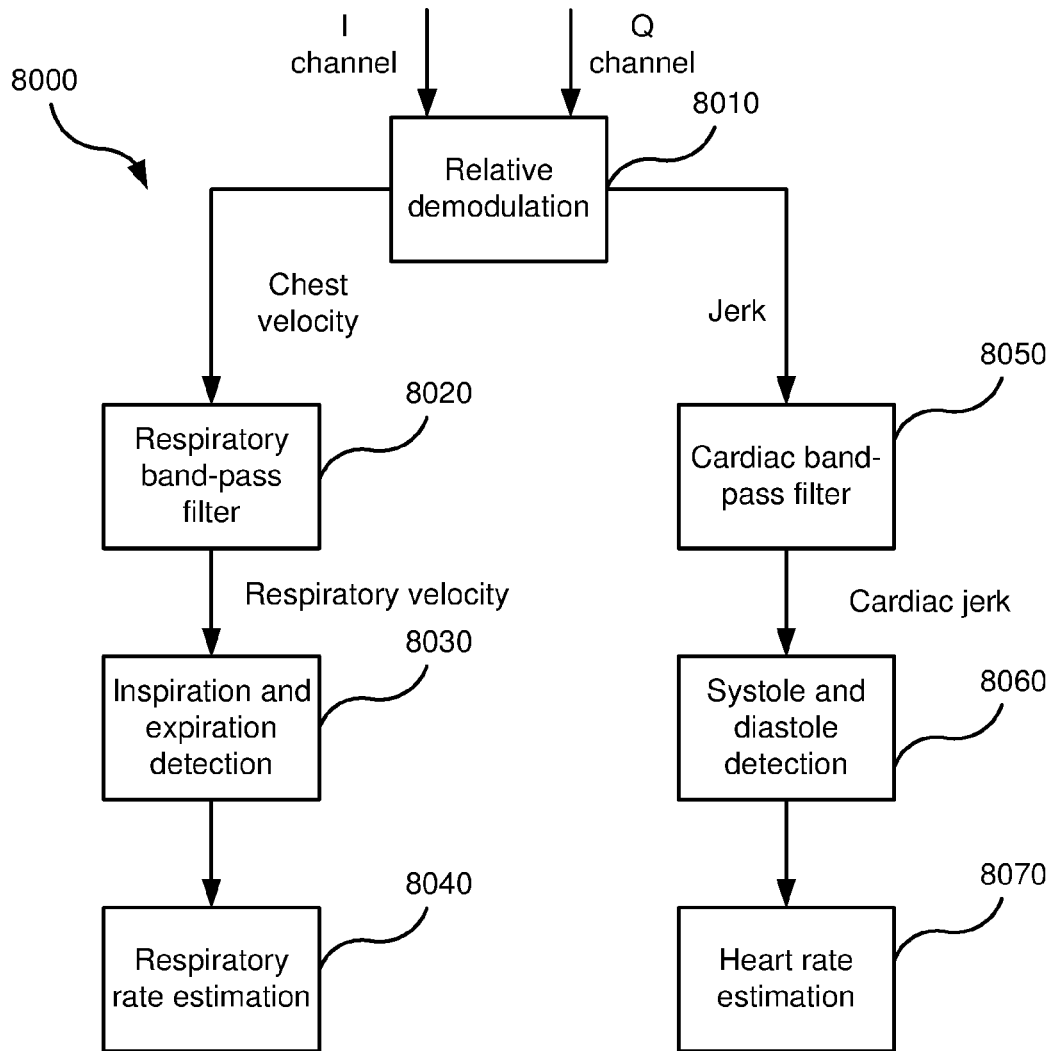 I
channel
Q
channel
8000
8010
Relative
demodulation
Chest
velocity
Jerk
8020
8050
Respiratory
band-pass
filter
Cardiac band-
pass filter
Respiratory velocity
Cardiac jerk
8030
8060
Inspiration and
expiration
detection
Systole and
diastole
detection
8040
8070
Respiratory
rate estimation
Heart rate
estimation